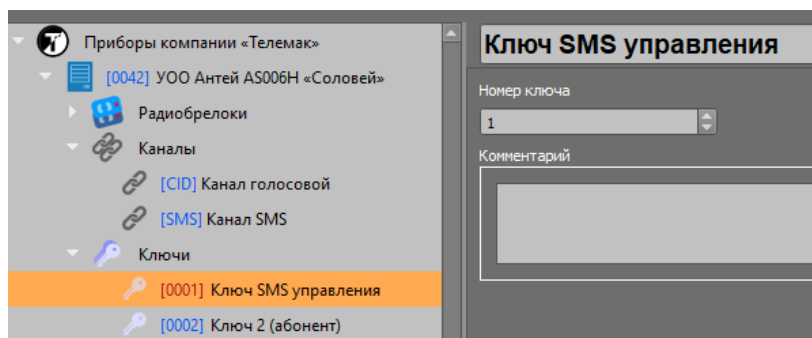 Приборы компании «Телемак»
[0042] УОО Антей AS006H «Соловей»
Радиобрелоки
Каналы
[CID] Канал голосовой
[SMS] Канал SMS
Ключи
[0001] Ключ SMS управления
[0002] Ключ 2 (абонент)
Ключ SMS управления
Номер ключа
1
Комментарий